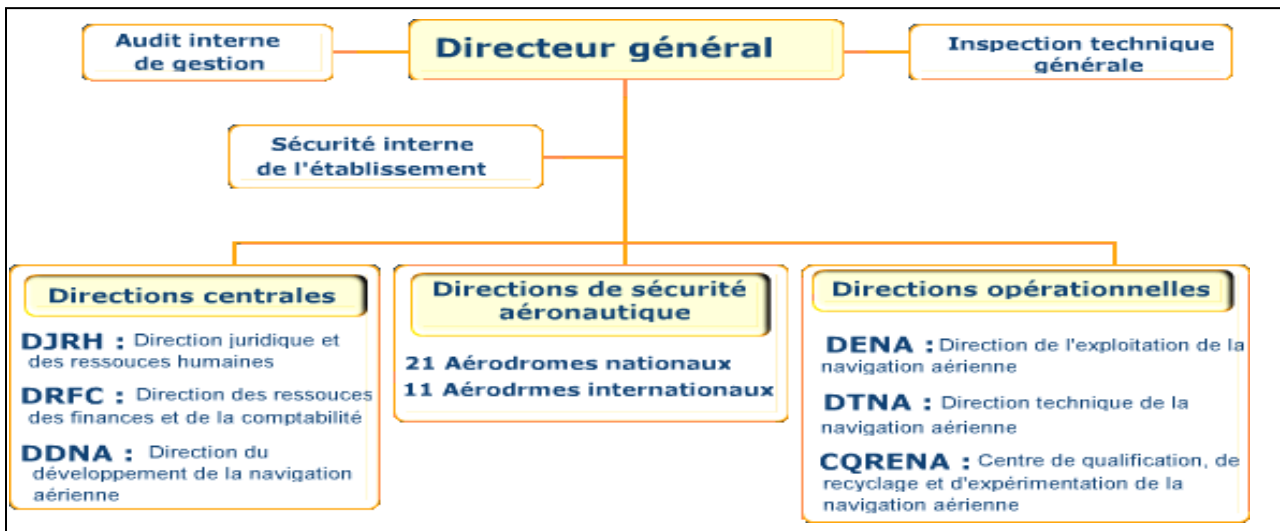 Audit interne
de gestion
Directeur général
Inspection technique
générale
Sécurité interne
de l'établissement
Directions centrales
DJRH : Direction juridique et
des ressouces humaines
DRFC : Direction des ressouces
des finances et de la comptabilité
DDNA : Direction du
développement de la navigation
aérienne
Directions de sécurité
aéronautique
21 Aérodromes nationaux
11 Aérodrmes internationaux
Directions opérationnelles
DENA : Direction de l'exploitation de la
navigation aérienne
DTNA : Direction technique de la
navigation aérienne
CQRENA : Centre de qualification, de
recyclage et d'expérimentation de la
navigation aérienne